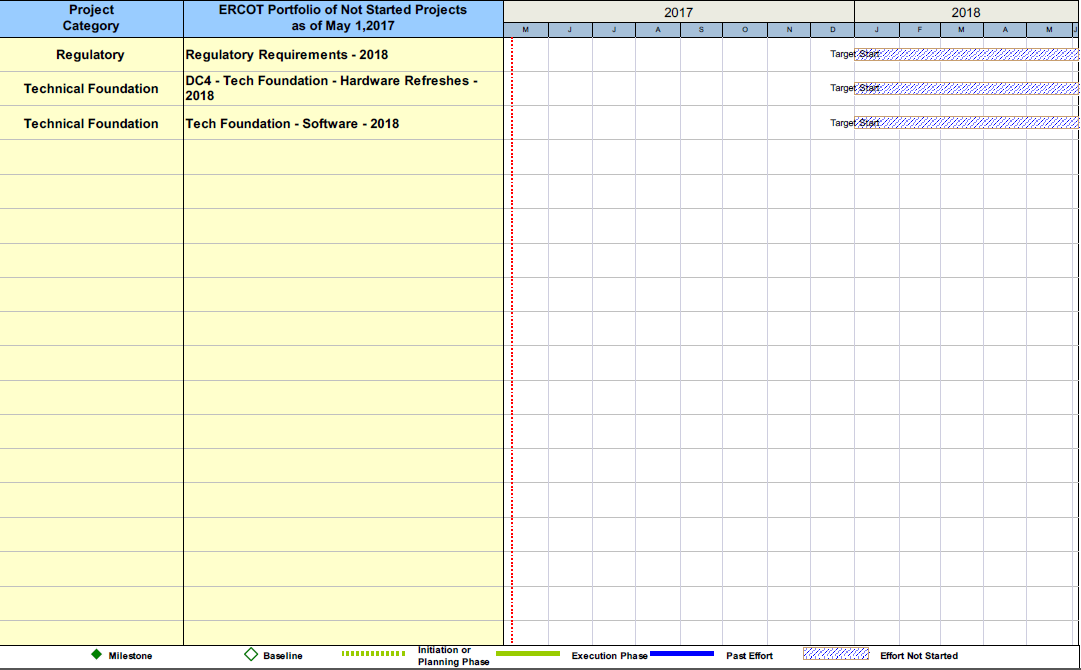 Project
Category
ERCOT Portfolio of Not Started Projects
as of May 1,2017
2017
2018
M J J A S O N D J F M A M J
Regulatory
Regulatory Requirements - 2018
Target Start
Technical Foundation
DC4 - Tech Foundation - Hardware Refreshes -
2018
Target Start
Technical Foundation
Tech Foundation - Software - 2018
Target Start
Milestone
Baseline
Initiation or
Planning Phase
Execution Phase
Past Effort
Effort Not Started